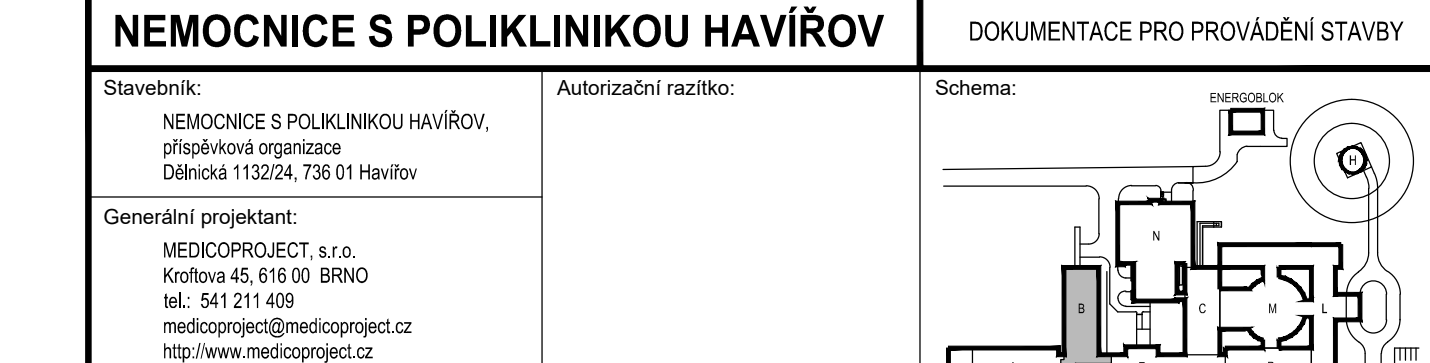 NEMOCNICE S POLIKLINIKOU HAVÍŘOV
DOKUMENTACE PRO PROVÁDĚNÍ STAVBY
Stavebník:
NEMOCNICE S POLIKLINIKOU HAVÍŘOV,
příspěvková organizace
Dělnická 1132/24, 736 01 Havířov
Generální projektant:
MEDICOPROJECT, s.r.o.
Kroftova 45, 616 00 BRNO
tel.: 541 211 409
medicoproject@medicoproject.cz
http://www.medicoproject.cz
Autorizační razítko:
Schema:
ENERGOBLOK
H
N
B
C
M
L